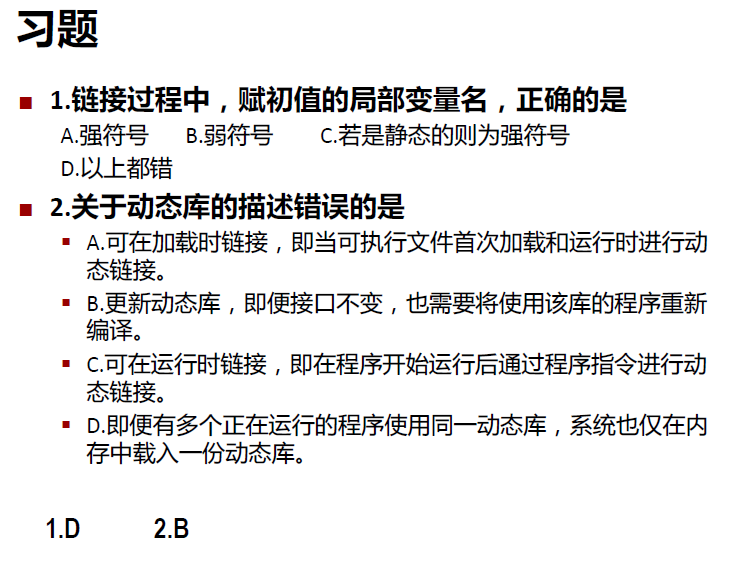 习题
1.链接过程中，赋初值的局部变量名，正确的是
A.强符号 B.弱符号 C.若是静态的则为强符号
D.以上都错
2.关于动态库的描述错误的是
A.可在加载时链接，即当可执行文件首次加载和运行时进行动
态链接。
B.更新动态库，即便接口不变，也需要将使用该库的程序重新
编译。
C.可在运行时链接，即在程序开始运行后通过程序指令进行动
态链接。
D.即便有多个正在运行的程序使用同一动态库，系统也仅在内
存中载入一份动态库。
1.D 2.B